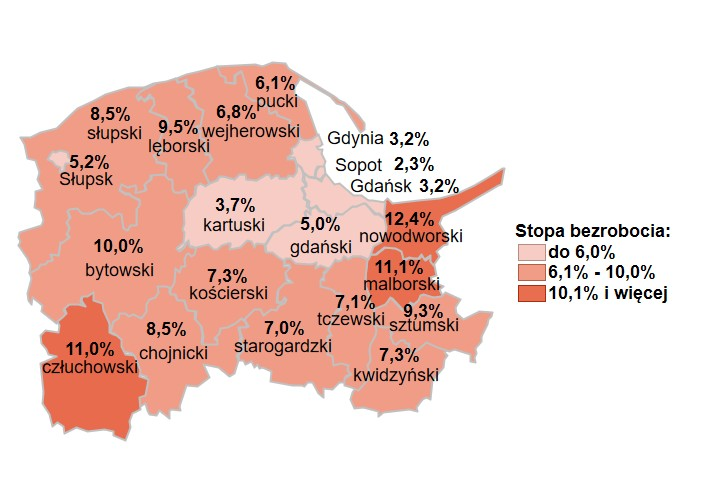 6,1%
pucki
8,5%
słupski
9,5%
lęborski
6,8%
wejherowski
Gdynia 3,2%
Sopot 2,3%
Gdańsk 3,2%
5,2%
Słupsk
3,7%
kartuski
5,0%
gdański
12,4%
nowodworski
10,0%
bytowski
7,3%
kościerski
11,1%
malborski
7,1%
tczewski
9,3%
sztumski
11,0%
człuchowski
8,5%
chojnicki
7,0%
starogardzki
7,3%
kwidzyński
Stopa bezrobocia:
do 6,0%
6,1% - 10,0%
10,1% i więcej